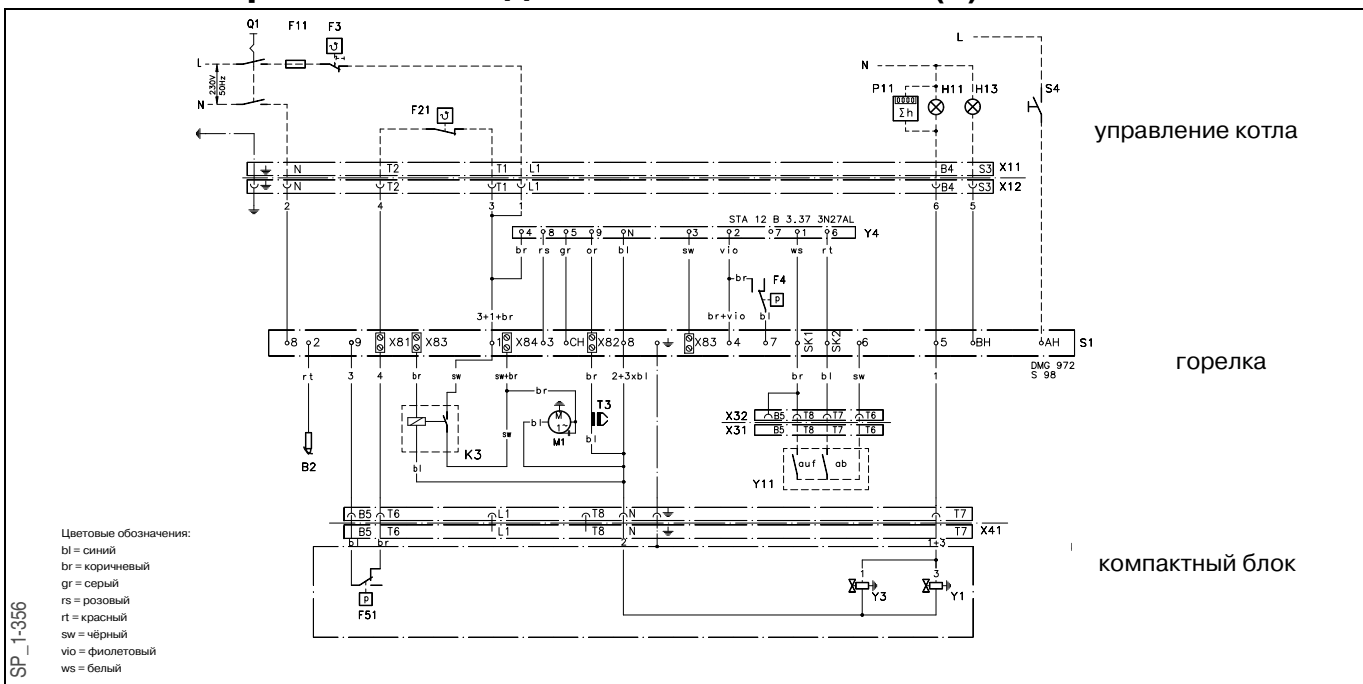 Q1 F11 F3
L
230V
50Hz
N
F21
L
N
P11 H11 H13 S4
Σh
управление котла
N T2 T1 L1 B4 S3 X11
N T2 T1 L1 B4 S3 X12
2 4 3 1 6 5
STA 12 B 3.37 3N27AL
4 8 5 9 N 3 2 7 1 6 Y4
br rs gr or bl sw vio ws rt
br F4
P
3+1+br br+vio bl
8 2 9 X81 X83 1 X84 3 CH X82 8 X83 4 7 SK1 SK2 6 5 BH AH S1
DMG 972
S 98
горелка
rt 3 4 br sw sw+br br 2+3xbl br bl sw 1
br T3
X32 B5 T8 T7 T6
X31 B5 T8 T7 T6
bl M
1~
M1
sw bl
K3
B2 bl
auf ab
Y11
B5 T6 L1 T8 N T7
B5 T6 L1 T8 N T7 X41
bl br 2 1+3
компактный блок
1 3
Y3 Y1
P
F51
Цветовые обозначения:
bl = синий
br = коричневый
gr = серый
rs = розовый
rt = красный
sw = чёрный
vio = фиолетовый
ws = белый
SP_1-356